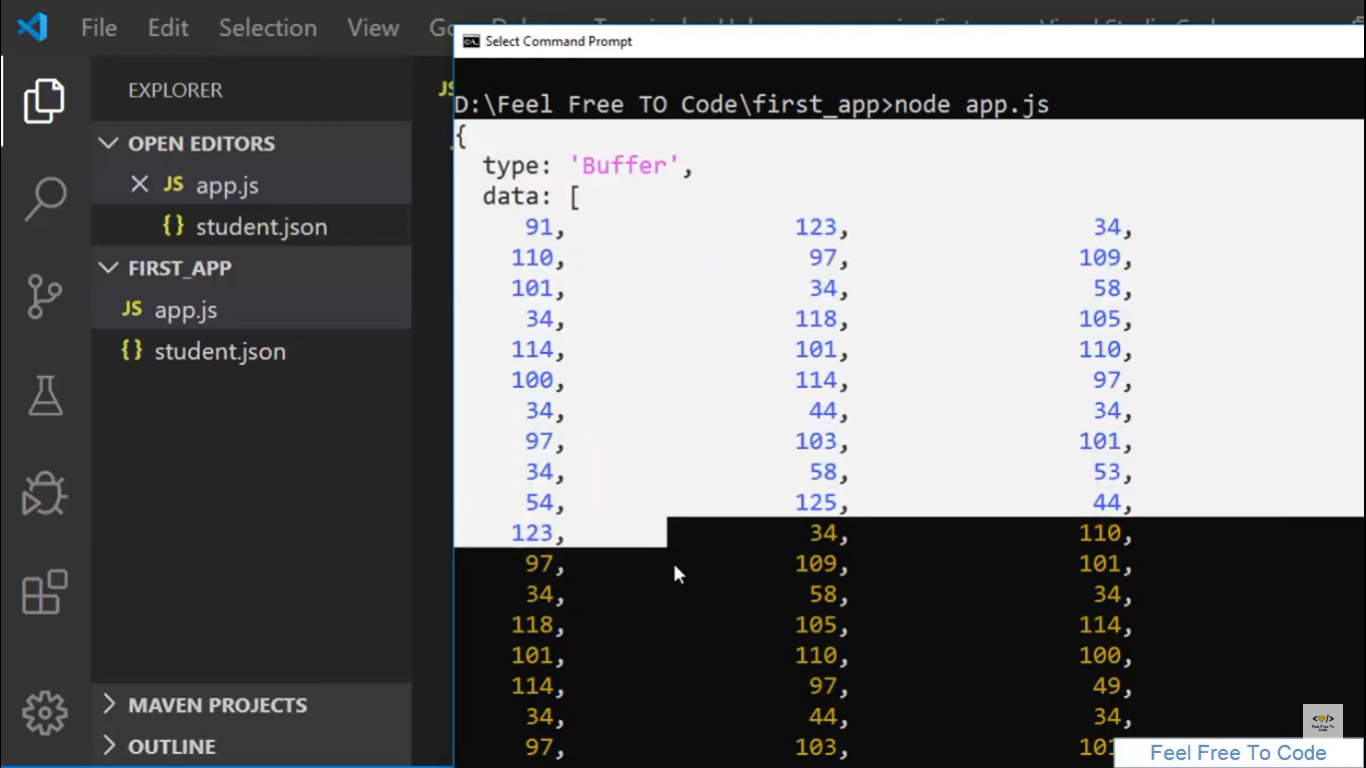 File Edit Selection View Go
Select Command Prompt
EXPLORER
D:\Feel Free TO Code\first_app>node app.js
{
OPEN EDITORS
type: 'Buffer',
JS app.js
data: [
{} student.json
91, 123, 34,
110, 97, 109,
FIRST_APP
101, 34, 58,
JS app.js
34, 118, 105,
{} student.json
114, 101, 110,
100, 114, 97,
34, 44, 34,
97, 103, 101,
34, 58, 53,
54, 125, 44,
123, 34, 110,
97, 109, 101,
34, 58, 34,
118, 105, 114,
101, 110, 100,
114, 97, 49,
MAVEN PROJECTS
34, 44, 34,
OUTLINE
97, 103,
Feel Free To Code